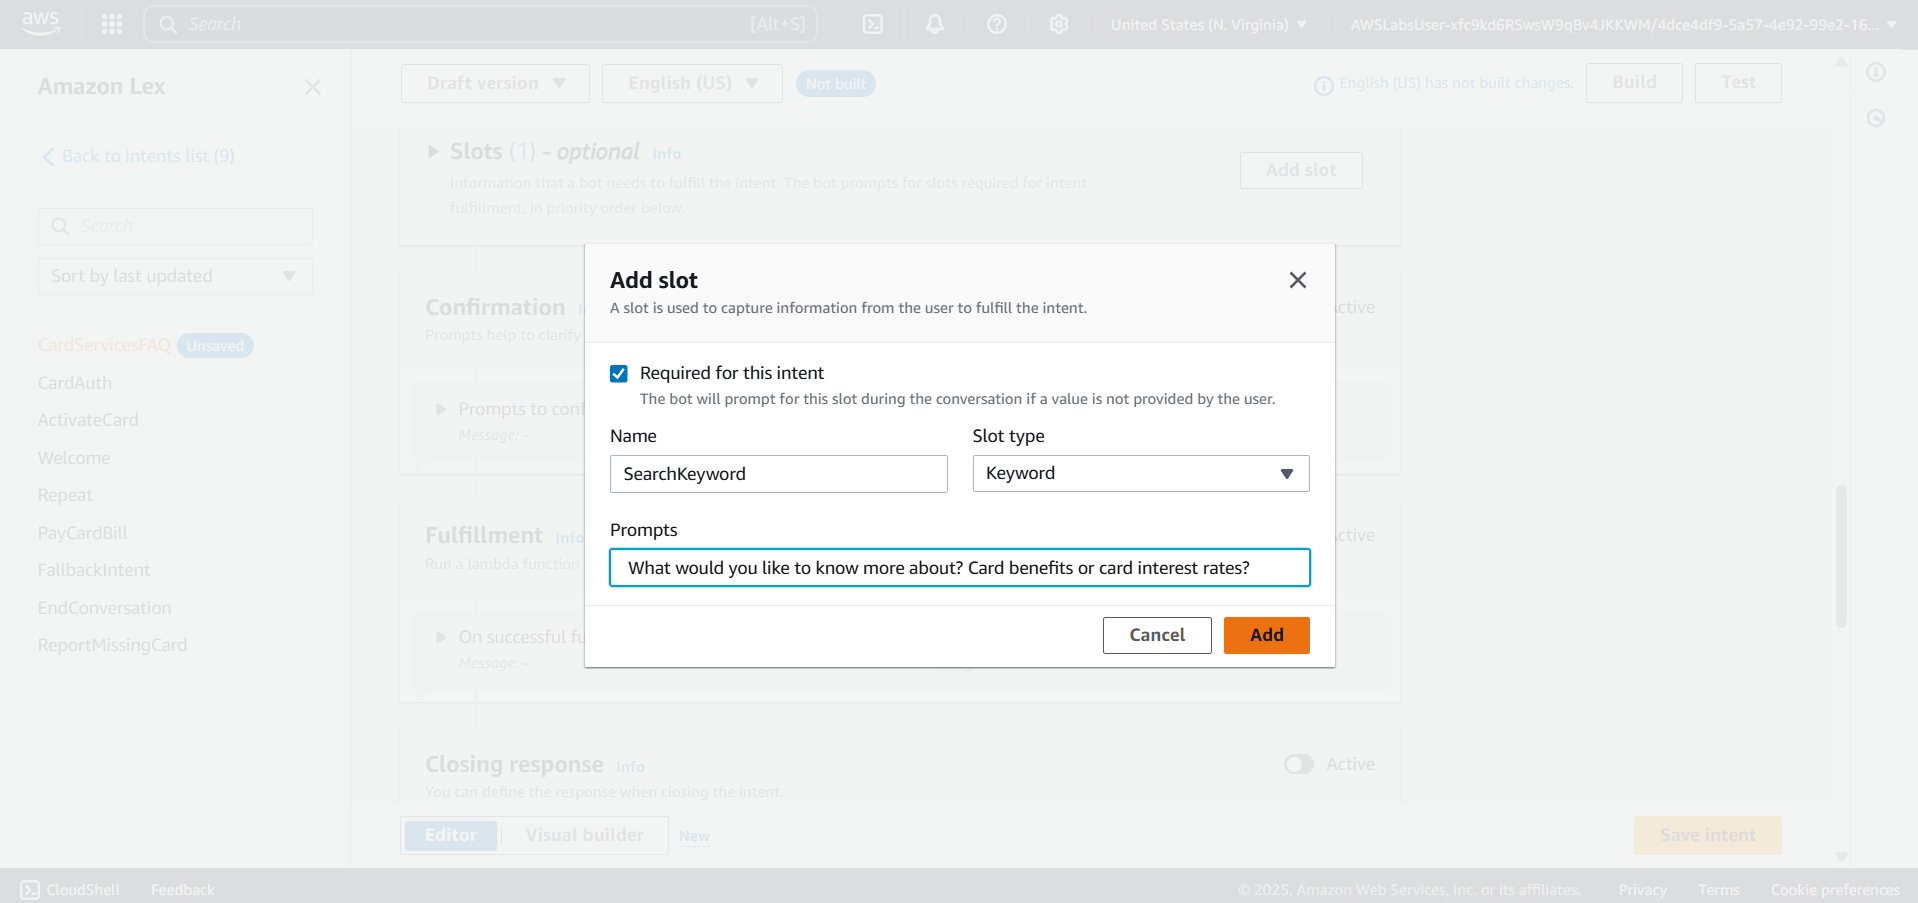 aws
Search
[Alt+S]
United States (N. Virginia)
AWSLabsUser-xfc9kd6RSwsW9qBv4JKKWM/4dce4df9-5a57-4e92-99e2-16...
Amazon Lex
Back to intents list (9)
Search
Sort by last updated
CardServicesFAQ Unsaved
CardAuth
ActivateCard
Welcome
Repeat
PayCardBill
FallbackIntent
EndConversation
ReportMissingCard
Draft version
English (US)
Not built
English (US) has not built changes.
Build
Test
Slots (1) - optional Info
Information that a bot needs to fulfill the intent. The bot prompts for slots required for intent
fulfillment, in priority order below.
Add slot
Confirmation
Prompts help to clarify
Active
Prompts to conf
Message: -
Fulfillment Info
Run a lambda function
Active
On successful fu
Message: -
Add slot
A slot is used to capture information from the user to fulfill the intent.
Required for this intent
The bot will prompt for this slot during the conversation if a value is not provided by the user.
Name
Slot type
SearchKeyword
Keyword
Prompts
What would you like to know more about? Card benefits or card interest rates?
Cancel
Add
Closing response Info
You can define the response when closing the intent.
Active
Editor
Visual builder
New
Save intent
CloudShell
Feedback
© 2025, Amazon Web Services, Inc. or its affiliates.
Privacy
Terms
Cookie preferences